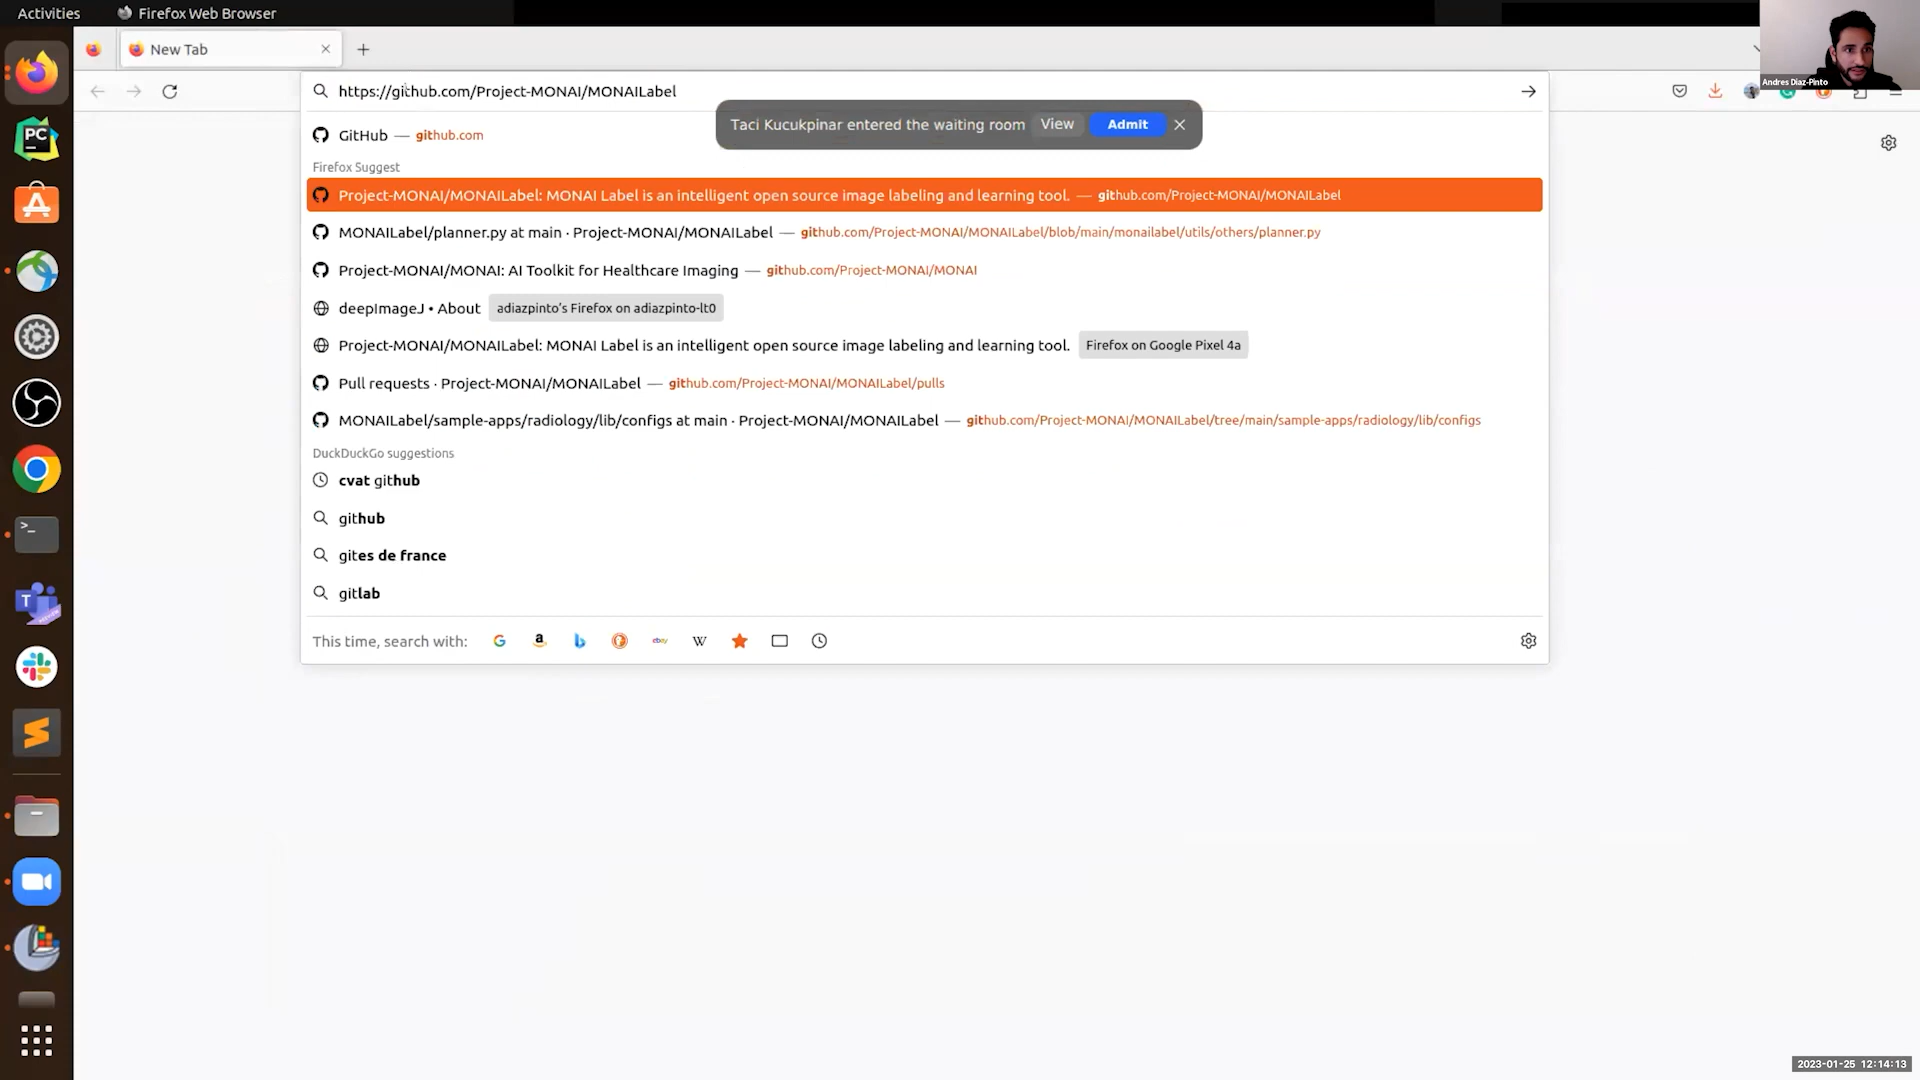 Activities Firefox Web Browser
New Tab
Andres Diaz-Pinto
https://github.com/Project-MONAI/MONAILabel
Taci Kucukpinar entered the waiting room View Admit
GitHub — github.com
Firefox Suggest
Project-MONAI/MONAILabel: MONAI Label is an intelligent open source image labeling and learning tool. — github.com/Project-MONAI/MONAILabel
MONAILabel/planner.py at main · Project-MONAI/MONAILabel — github.com/Project-MONAI/MONAILabel/blob/main/monailabel/utils/others/planner.py
Project-MONAI/MONAI: AI Toolkit for Healthcare Imaging — github.com/Project-MONAI/MONAI
deepImageJ • About adiazpinto's Firefox on adiazpinto-lt0
Project-MONAI/MONAILabel: MONAI Label is an intelligent open source image labeling and learning tool. Firefox on Google Pixel 4a
Pull requests · Project-MONAI/MONAILabel — github.com/Project-MONAI/MONAILabel/pulls
MONAILabel/sample-apps/radiology/lib/configs at main · Project-MONAI/MONAILabel — github.com/Project-MONAI/MONAILabel/tree/main/sample-apps/radiology/lib/configs
DuckDuckGo suggestions
cvat github
github
gites de france
gitlab
This time, search with:
2023-01-25 12:14:13